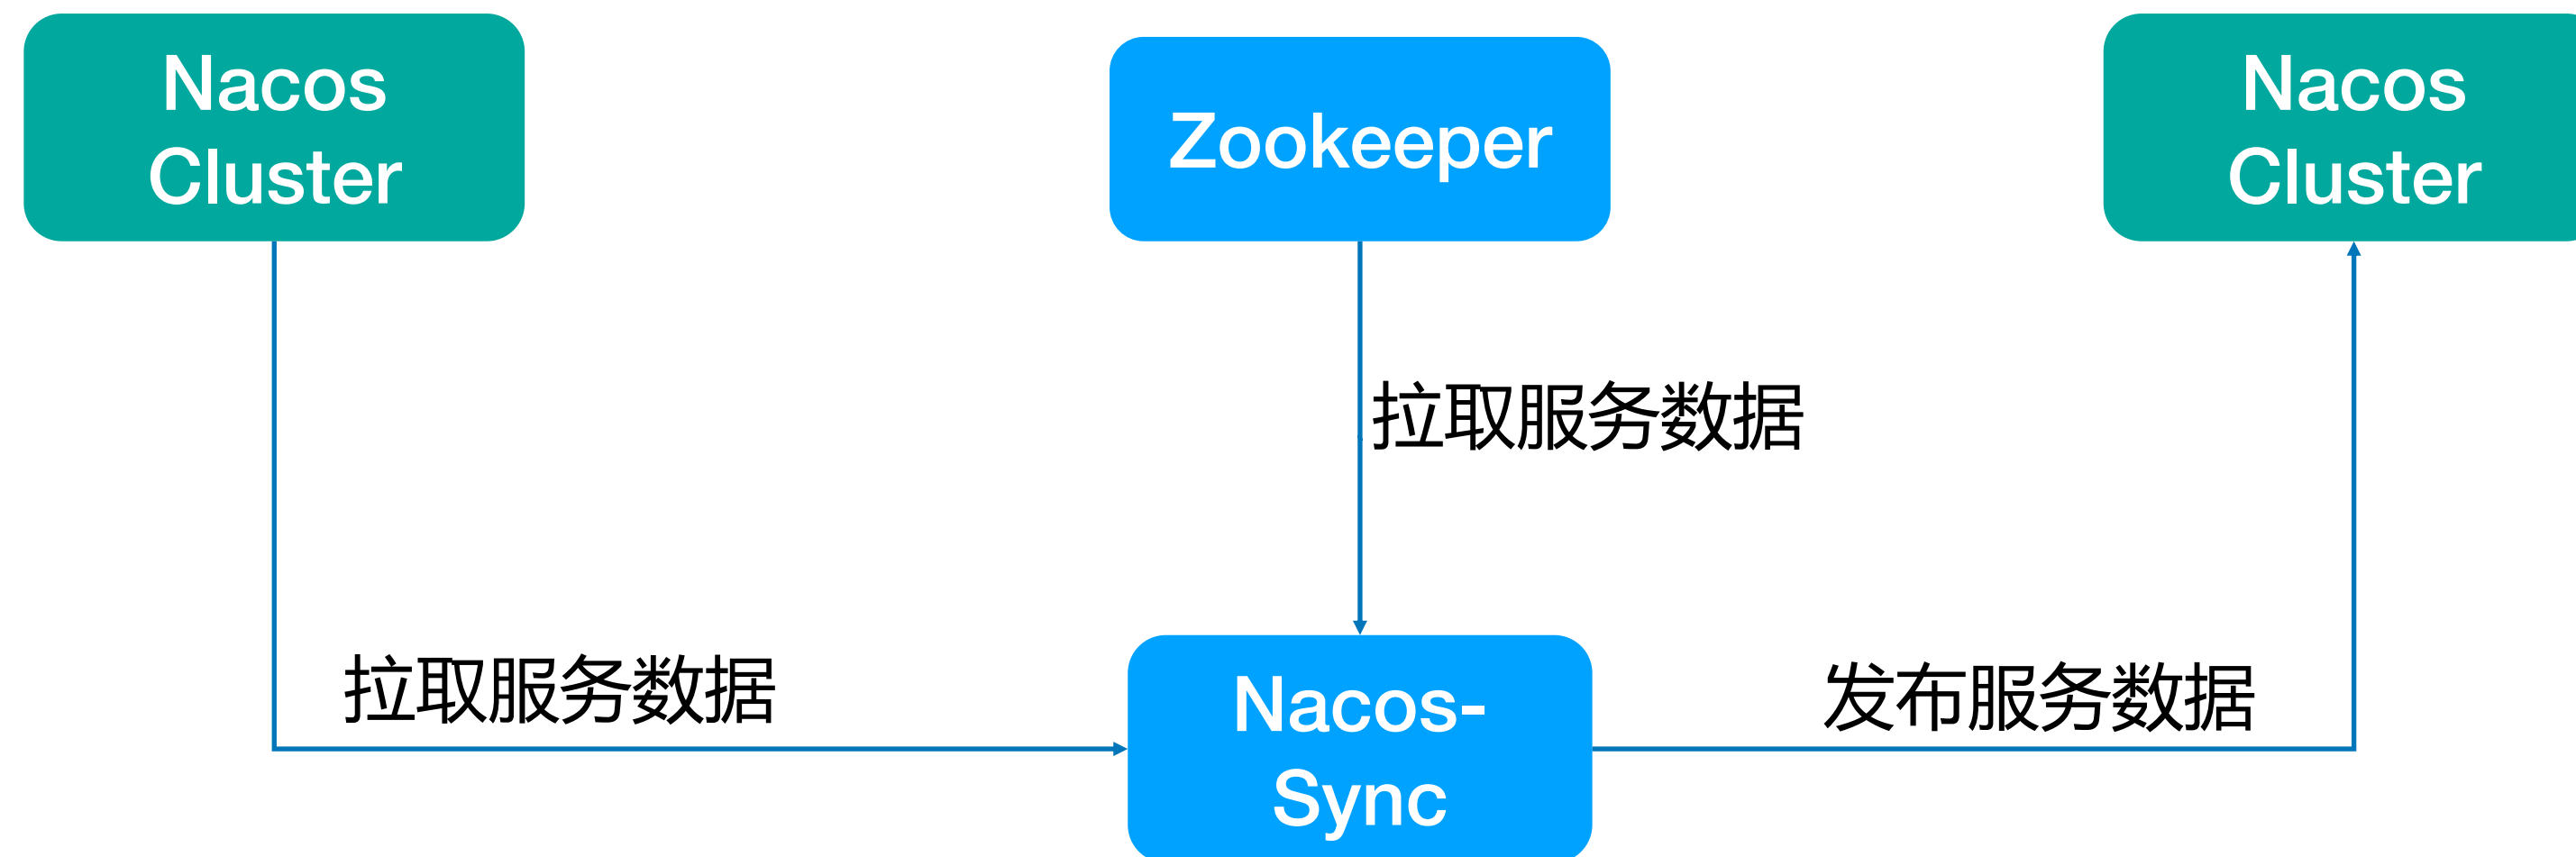 Nacos
Cluster
Zookeeper
Nacos
Cluster
拉取服务数据
拉取服务数据
Nacos-
Sync
发布服务数据